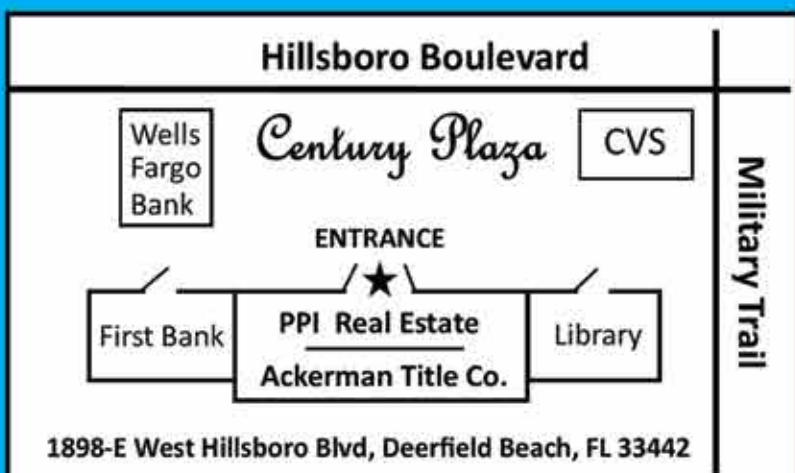 Hillsboro Boulevard
Wells
Fargo
Bank
Century Plaza
CVS
Military Trail
ENTRANCE
First Bank
PPI Real Estate
Ackerman Title Co.
Library
1898-E West Hillsboro Blvd, Deerfield Beach, FL 33442